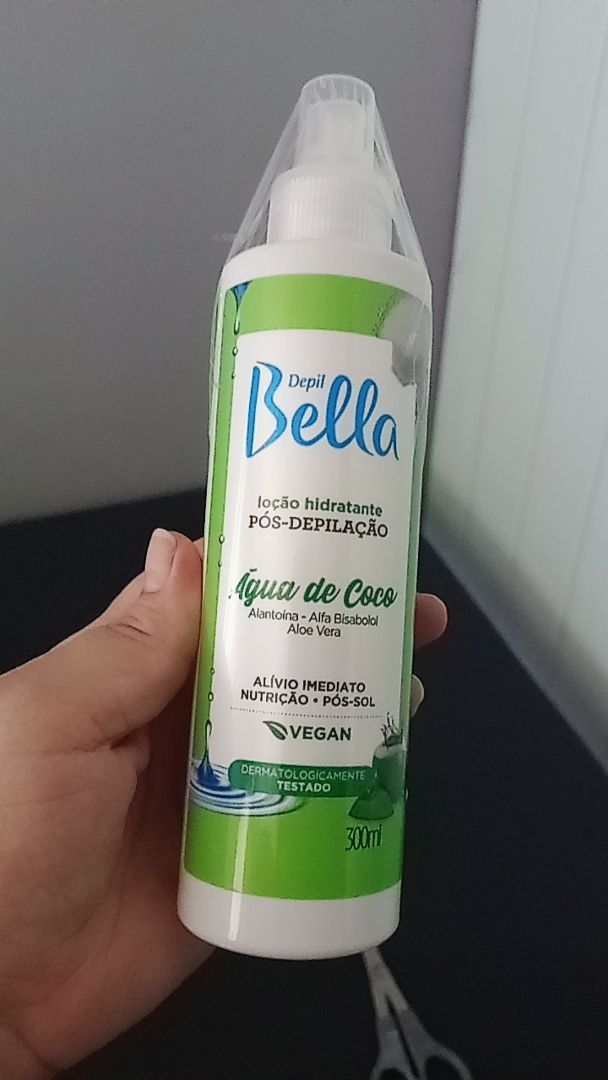 Depil
Bella
loção hidratante
PÓS-DEPILAÇÃO
Água de Coco
Alantoína - Alfa Bisabolol
Aloe Vera
ALÍVIO IMEDIATO
NUTRIÇÃO • PÓS-SOL
VEGAN
DERMATOLOGICAMENTE
TESTADO
300ml